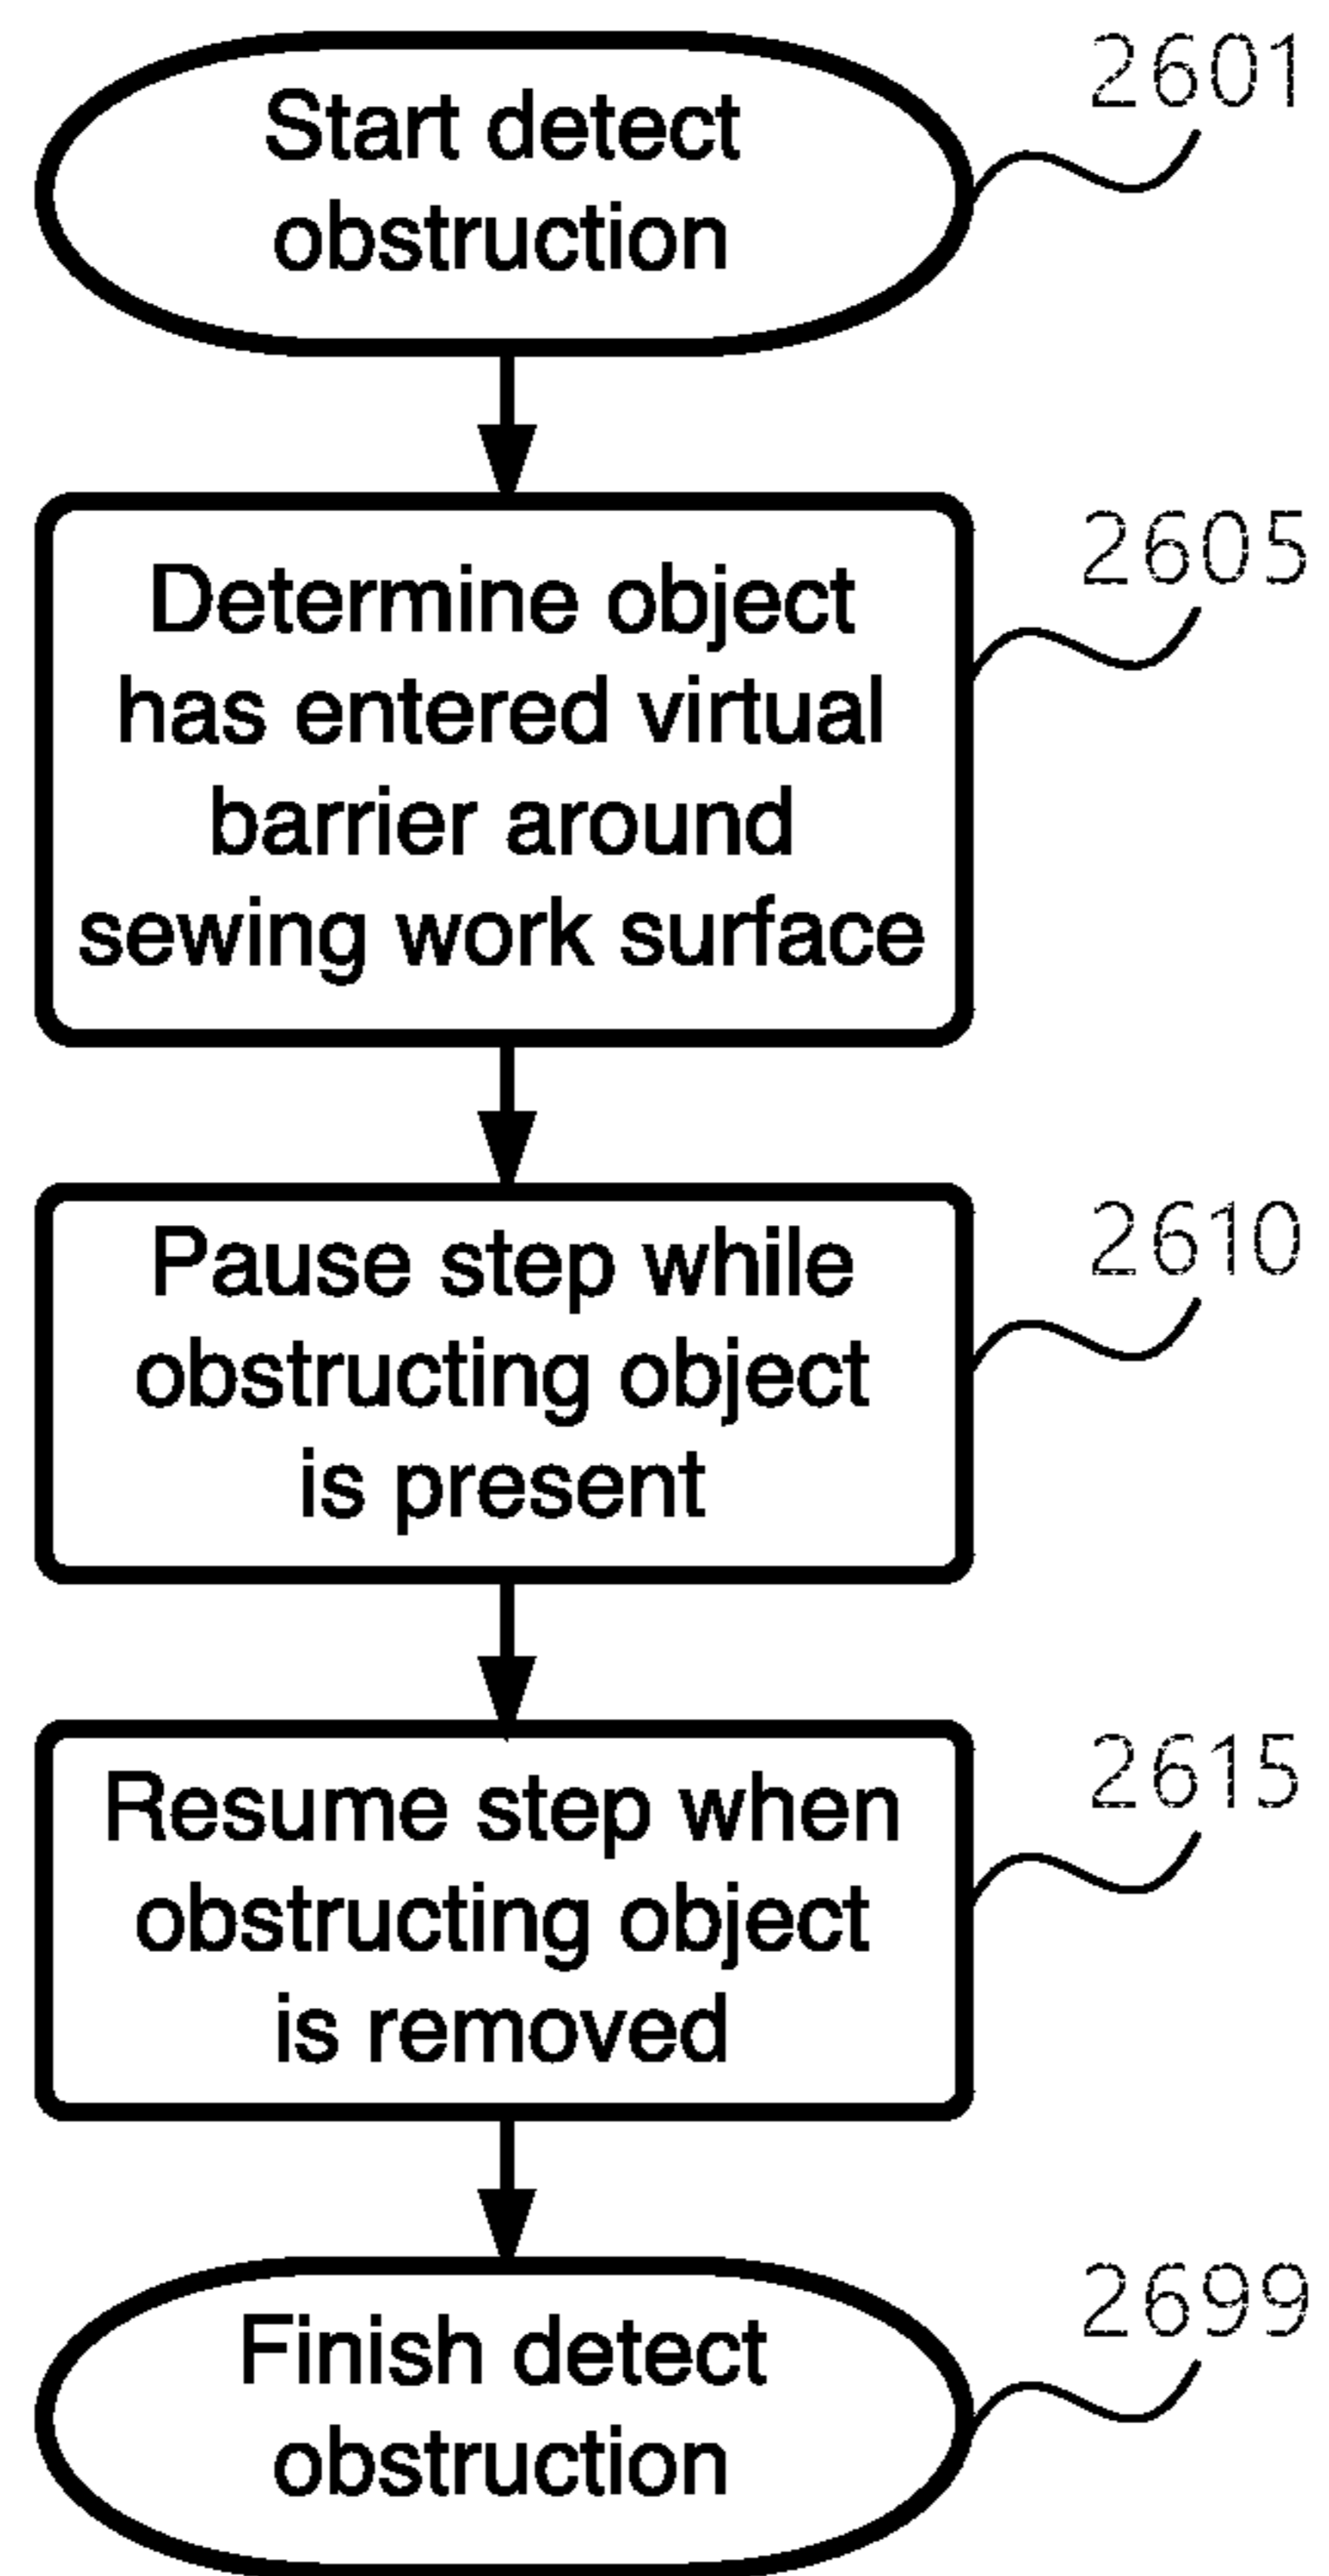 2601
Start detect
obstruction
2605
Determine object
has entered virtual
barrier around
sewing work surface
2610
Pause step while
obstructing object
is present
2615
Resume step when
obstructing object
is removed
2699
Finish detect
obstruction